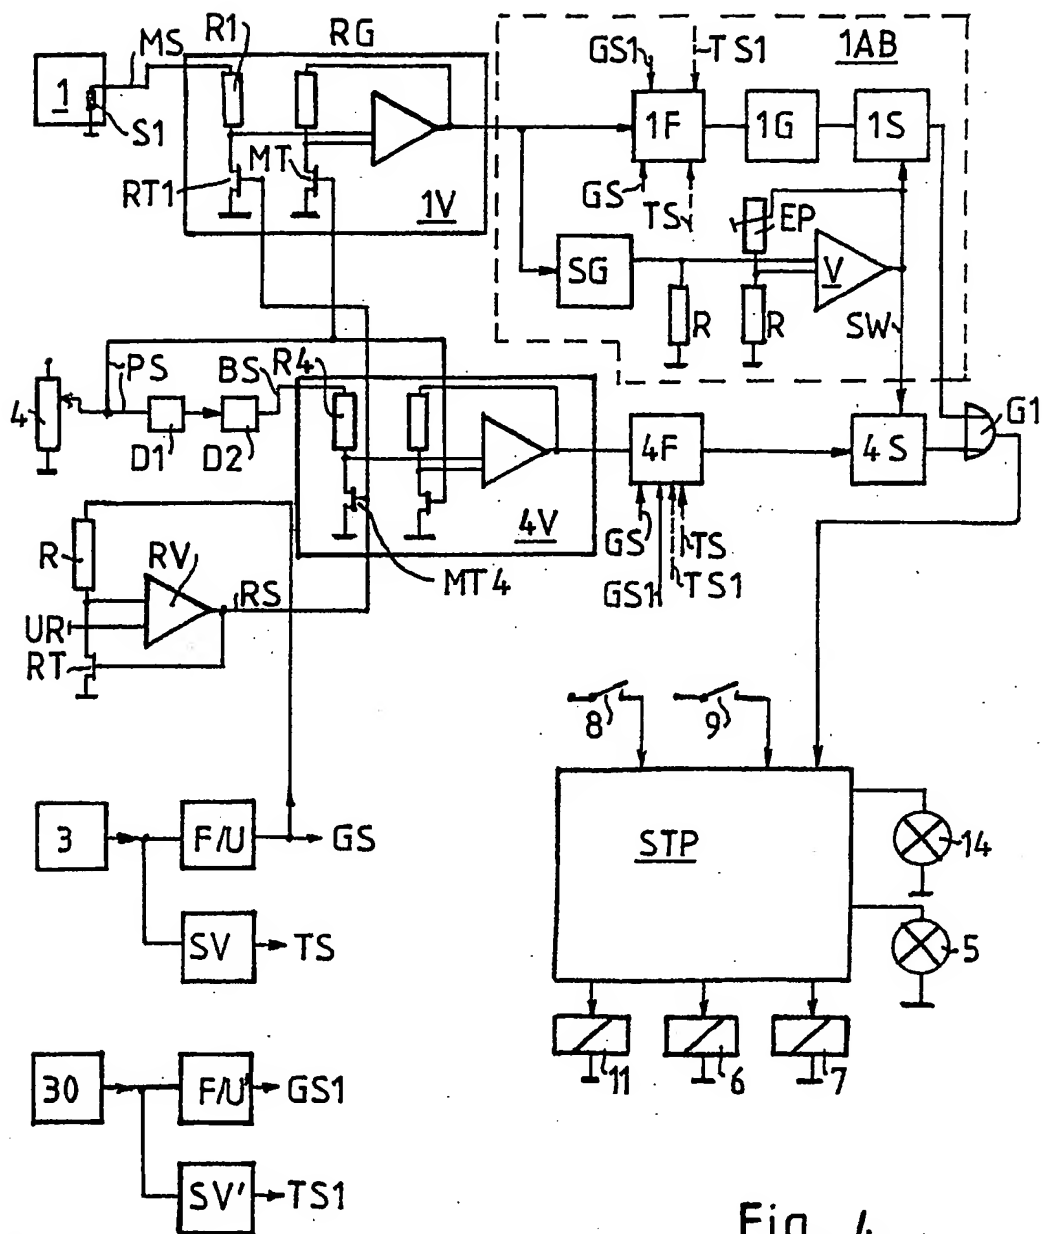 MS R1 RG
1 S1
RT1 MT 1V
GS1 TS1 1AB
1F 1G 1S
GS TS
SG EP V
R R SW
4 PS BS R4
D1 D2
4F 4S G1
4V MT4
GS TS
GS1 TS1
R RV RS
UR
RT
8 9
3 F/U GS
SV TS
STP
14
5
11 6 7
30 F/U' GS1
SV' TS1
Fig. 4